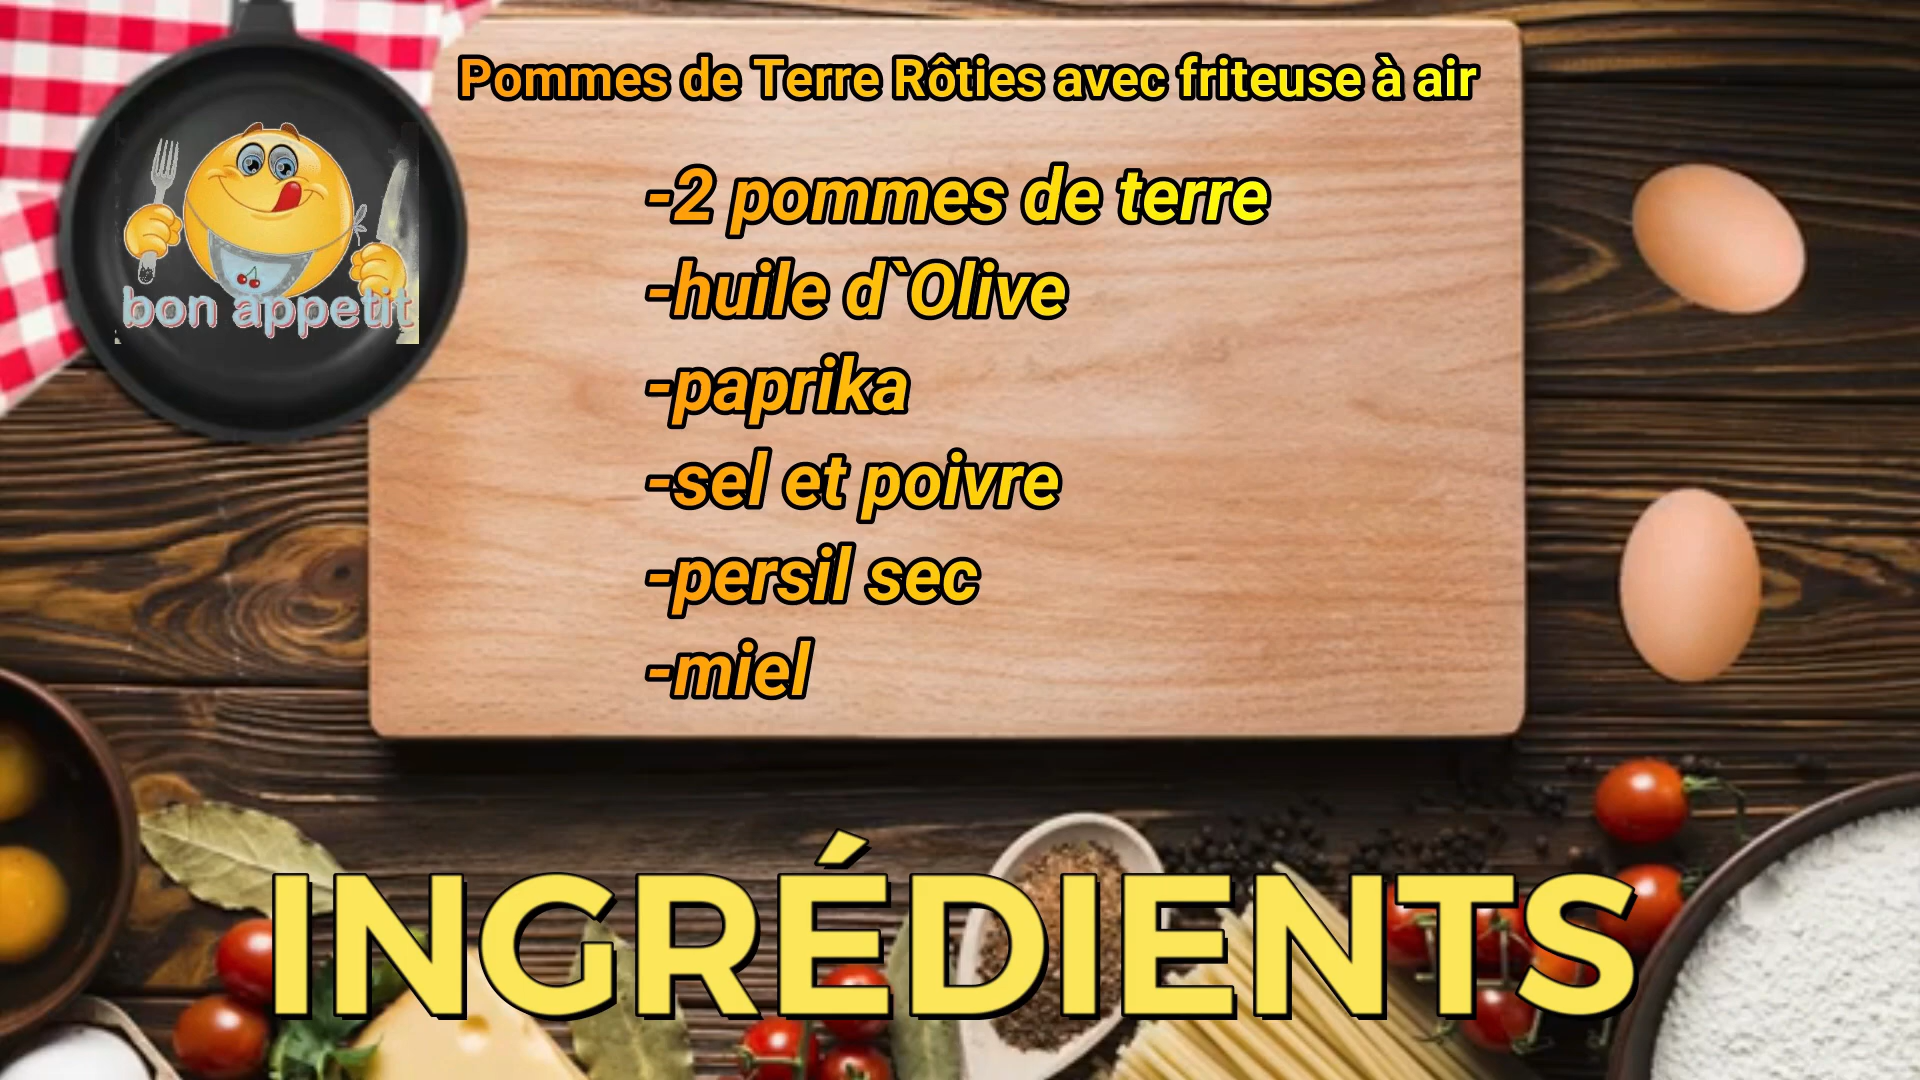 Pommes de Terre Rôties avec friteuse à air
-2 pommes de terre
-huile d`Olive
-paprika
-sel et poivre
-persil sec
-miel
bon appetit
INGRÉDIENTS